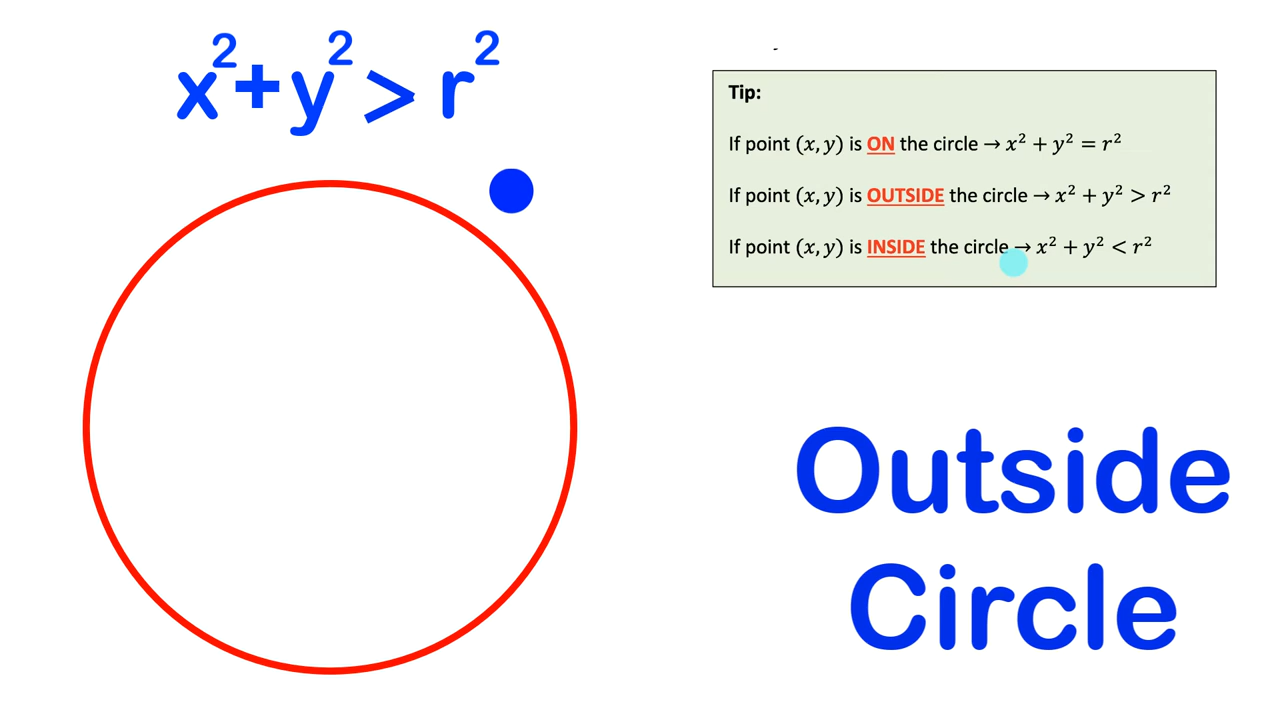 x²+y² > r²
Tip:
If point (x, y) is ON the circle → x² + y² = r²
If point (x, y) is OUTSIDE the circle → x² + y² > r²
If point (x, y) is INSIDE the circle → x² + y² < r²
Outside
Circle